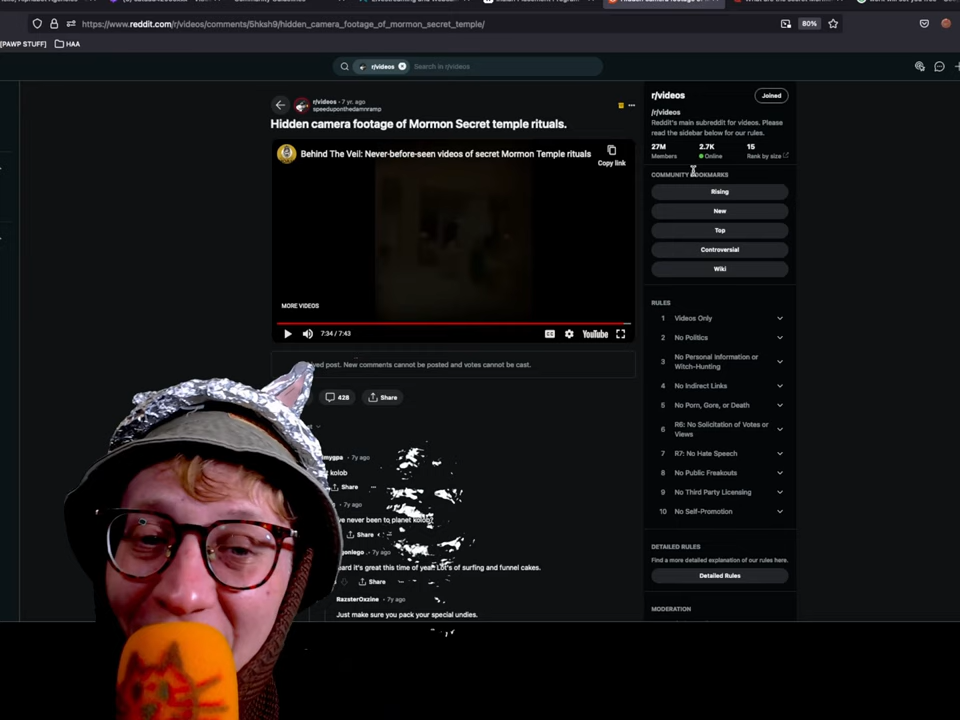 https://www.reddit.com/r/videos/comments/5hksh9/hidden_camera_footage_of_mormon_secret_temple/
80%
[PAWP STUFF]
HAA
r/videos
Search in r/videos
r/videos • 7 yr. ago
speeduponthedamnramp
Hidden camera footage of Mormon Secret temple rituals.
Behind The Veil: Never-before-seen videos of secret Mormon Temple rituals
Copy link
MORE VIDEOS
7:34 / 7:43
YouTube
post. New comments cannot be posted and votes cannot be cast.
428
Share
7y ago
kolob
Share
7y ago
never been to planet kolob?
Share
7y ago
great this time of year. Lot's of surfing and funnel cakes.
Share
RazsterOxzine • 7y ago
Just make sure you pack your special undies.
r/videos
Joined
/r/videos
Reddit's main subreddit for videos. Please
read the sidebar below for our rules.
27M
Members
2.7K
Online
15
Rank by size
COMMUNITY BOOKMARKS
Rising
New
Top
Controversial
Wiki
RULES
1 Videos Only
2 No Politics
3 No Personal Information or
Witch-Hunting
4 No Indirect Links
5 No Porn, Gore, or Death
6 R6: No Solicitation of Votes or
Views
7 R7: No Hate Speech
8 No Public Freakouts
9 No Third Party Licensing
10 No Self-Promotion
DETAILED RULES
Find a more detailed explanation of our rules here.
Detailed Rules
MODERATION